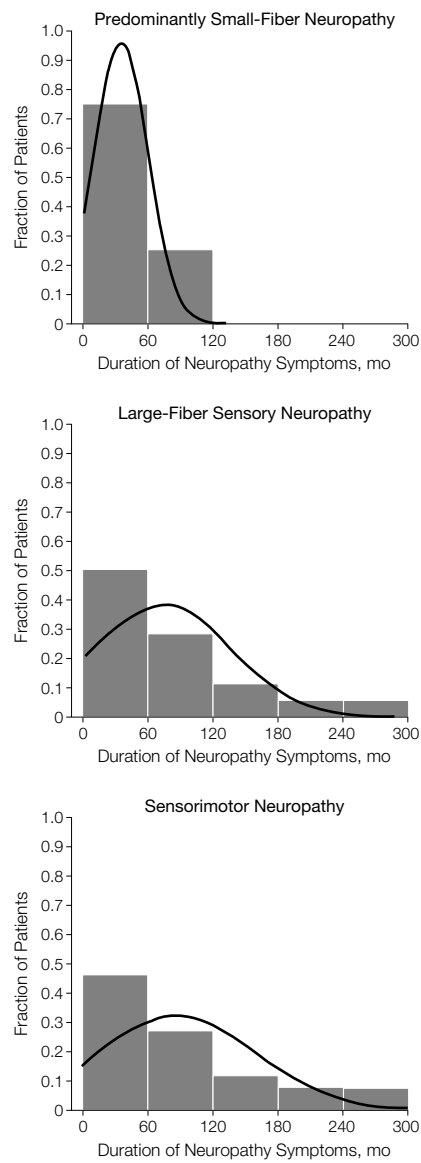 Predominantly Small-Fiber Neuropathy
1.0
0.9
0.8
0.7
0.6
0.5
0.4
0.3
0.2
0.1
0
Fraction of Patients
0 60 120 180 240 300
Duration of Neuropathy Symptoms, mo
Large-Fiber Sensory Neuropathy
1.0
0.9
0.8
0.7
0.6
0.5
0.4
0.3
0.2
0.1
0
Fraction of Patients
0 60 120 180 240 300
Duration of Neuropathy Symptoms, mo
Sensorimotor Neuropathy
1.0
0.9
0.8
0.7
0.6
0.5
0.4
0.3
0.2
0.1
0
Fraction of Patients
0 60 120 180 240 300
Duration of Neuropathy Symptoms, mo